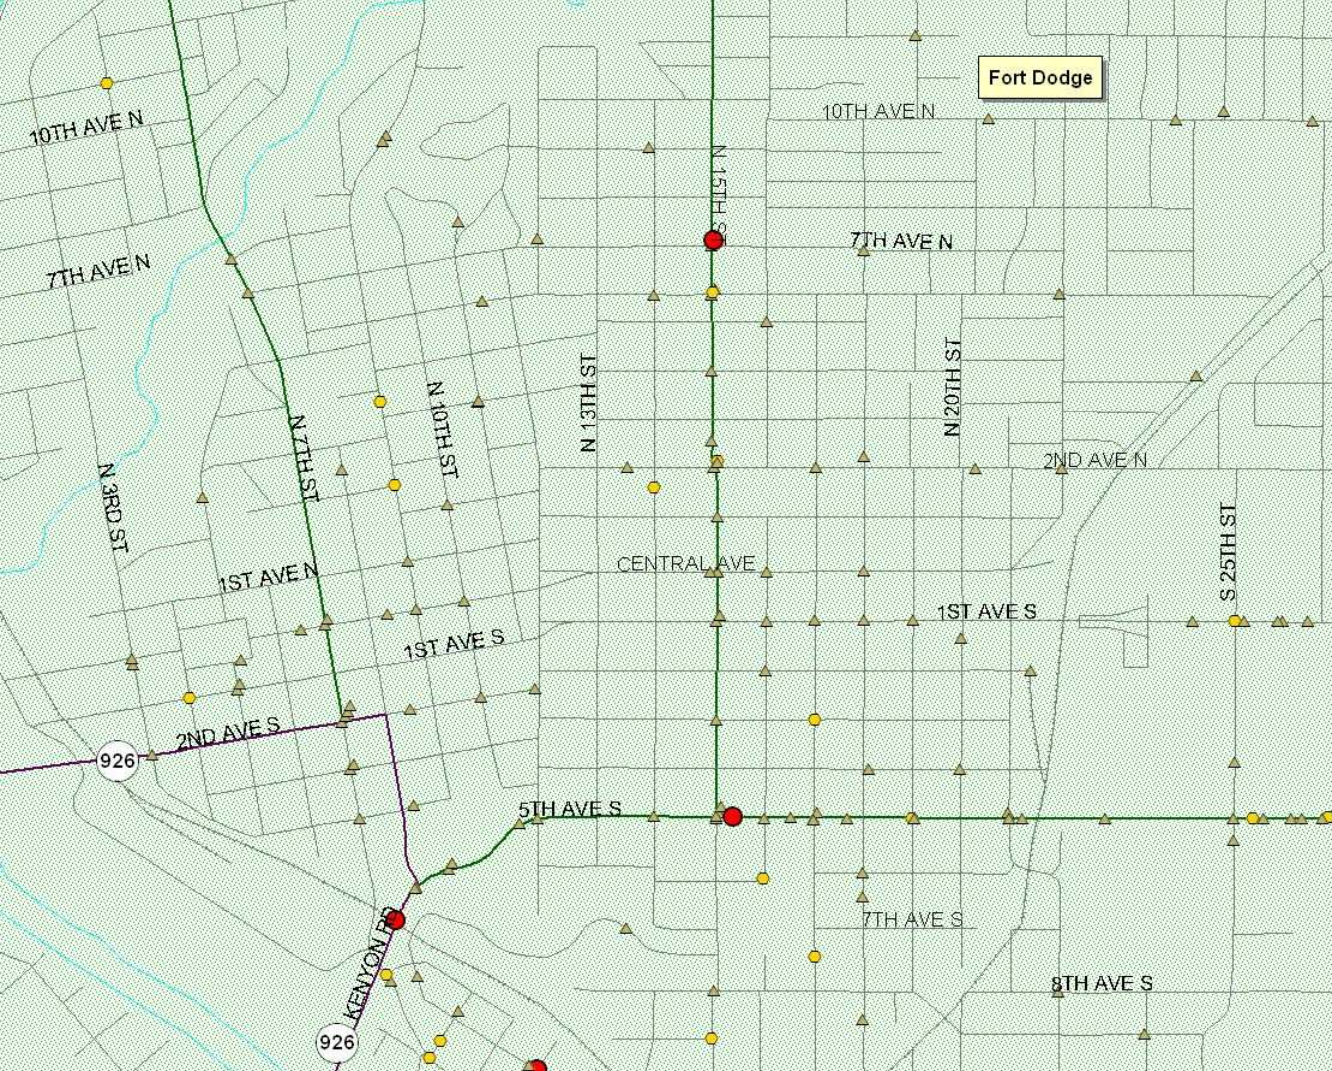 Fort Dodge
10TH AVE N
10TH AVE N
N 15TH ST
7TH AVE N
7TH AVE N
N 13TH ST
N 20TH ST
N 10TH ST
N 7TH ST
2ND AVE N
N 3RD ST
S 25TH ST
CENTRAL AVE
1ST AVE N
1ST AVE S
1ST AVE S
2ND AVE S
926
5TH AVE S
7TH AVE S
KENYON RD
8TH AVE S
926